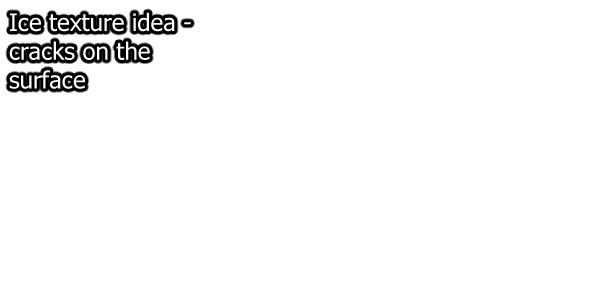 Ice texture idea -
cracks on the
surface